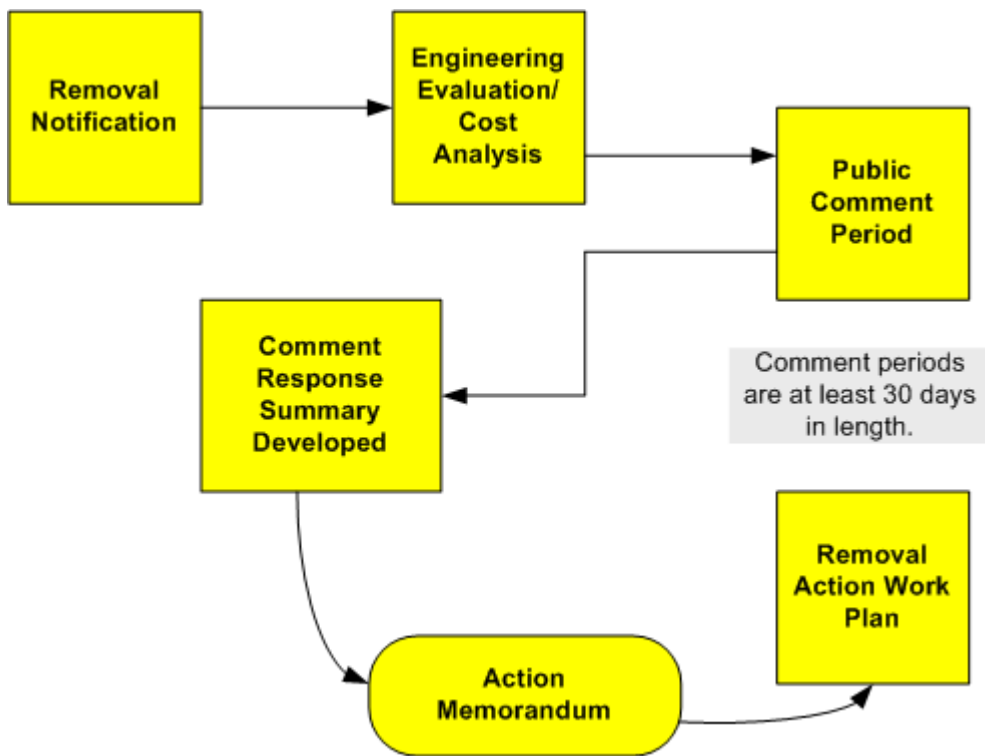 Removal
Notification
Engineering
Evaluation/
Cost
Analysis
Public
Comment
Period
Comment
Response
Summary
Developed
Comment periods
are at least 30 days
in length.
Action
Memorandum
Removal
Action Work
Plan